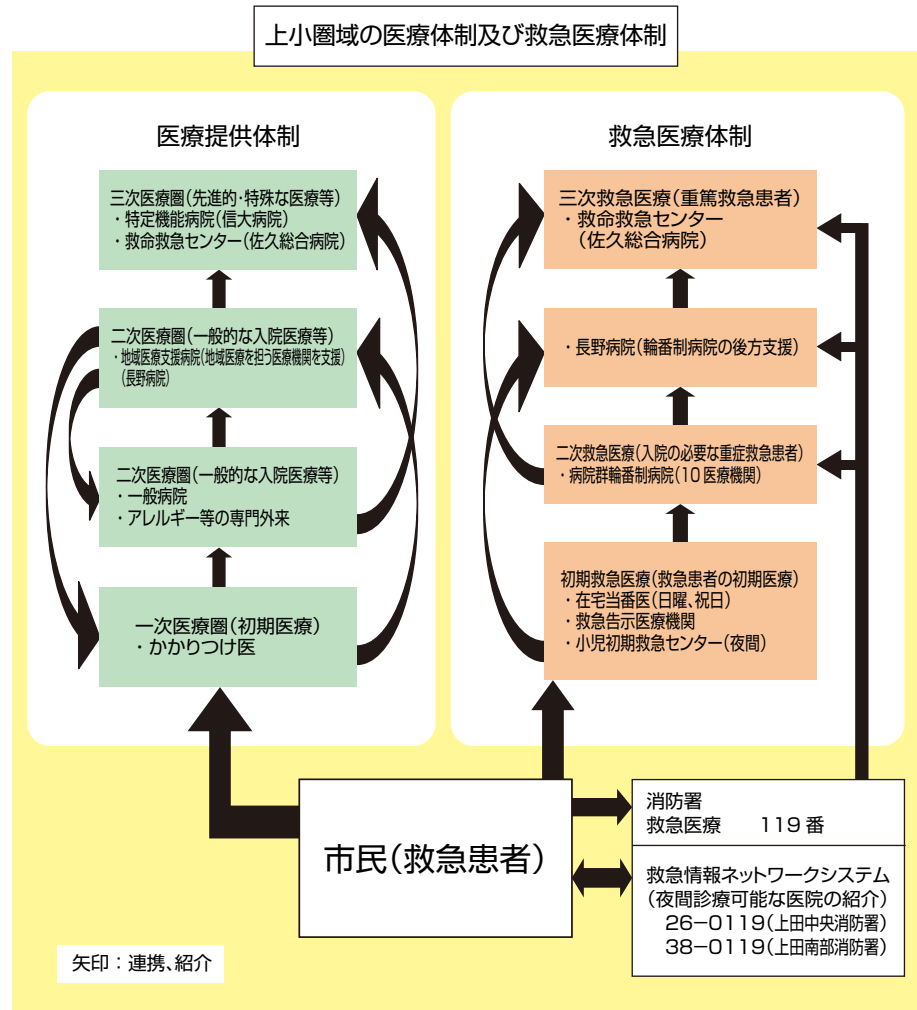 上小圏域の医療体制及び救急医療体制
医療提供体制
三次医療圏(先進的・特殊な医療等)
・特定機能病院(信大病院)
・救命救急センター(佐久総合病院)
二次医療圏(一般的な入院医療等)
・地域医療支援病院(地域医療を担う医療機関を支援)
(長野病院)
二次医療圏(一般的な入院医療等)
・一般病院
・アレルギー等の専門外来
一次医療圏(初期医療)
・かかりつけ医
救急医療体制
三次救急医療(重篤救急患者)
・救命救急センター
(佐久総合病院)
・長野病院(輪番制病院の後方支援)
二次救急医療(入院の必要な重症救急患者)
・病院群輪番制病院(10医療機関)
初期救急医療(救急患者の初期医療)
・在宅当番医(日曜、祝日)
・救急告示医療機関
・小児初期救急センター(夜間)
市民(救急患者)
消防署
救急医療　119番
救急情報ネットワークシステム
(夜間診療可能な医院の紹介)
26−0119(上田中央消防署)
38−0119(上田南部消防署)
矢印：連携、紹介